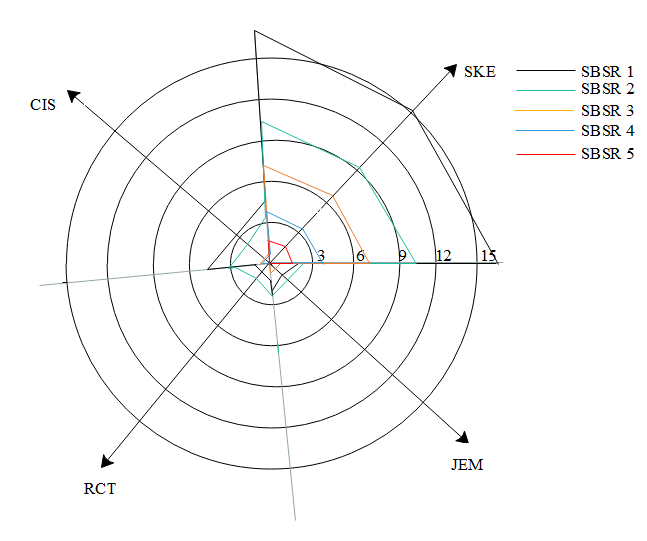 SKE
CIS
3 6 9 12 15
RCT
JEM
SBSR 1
SBSR 2
SBSR 3
SBSR 4
SBSR 5